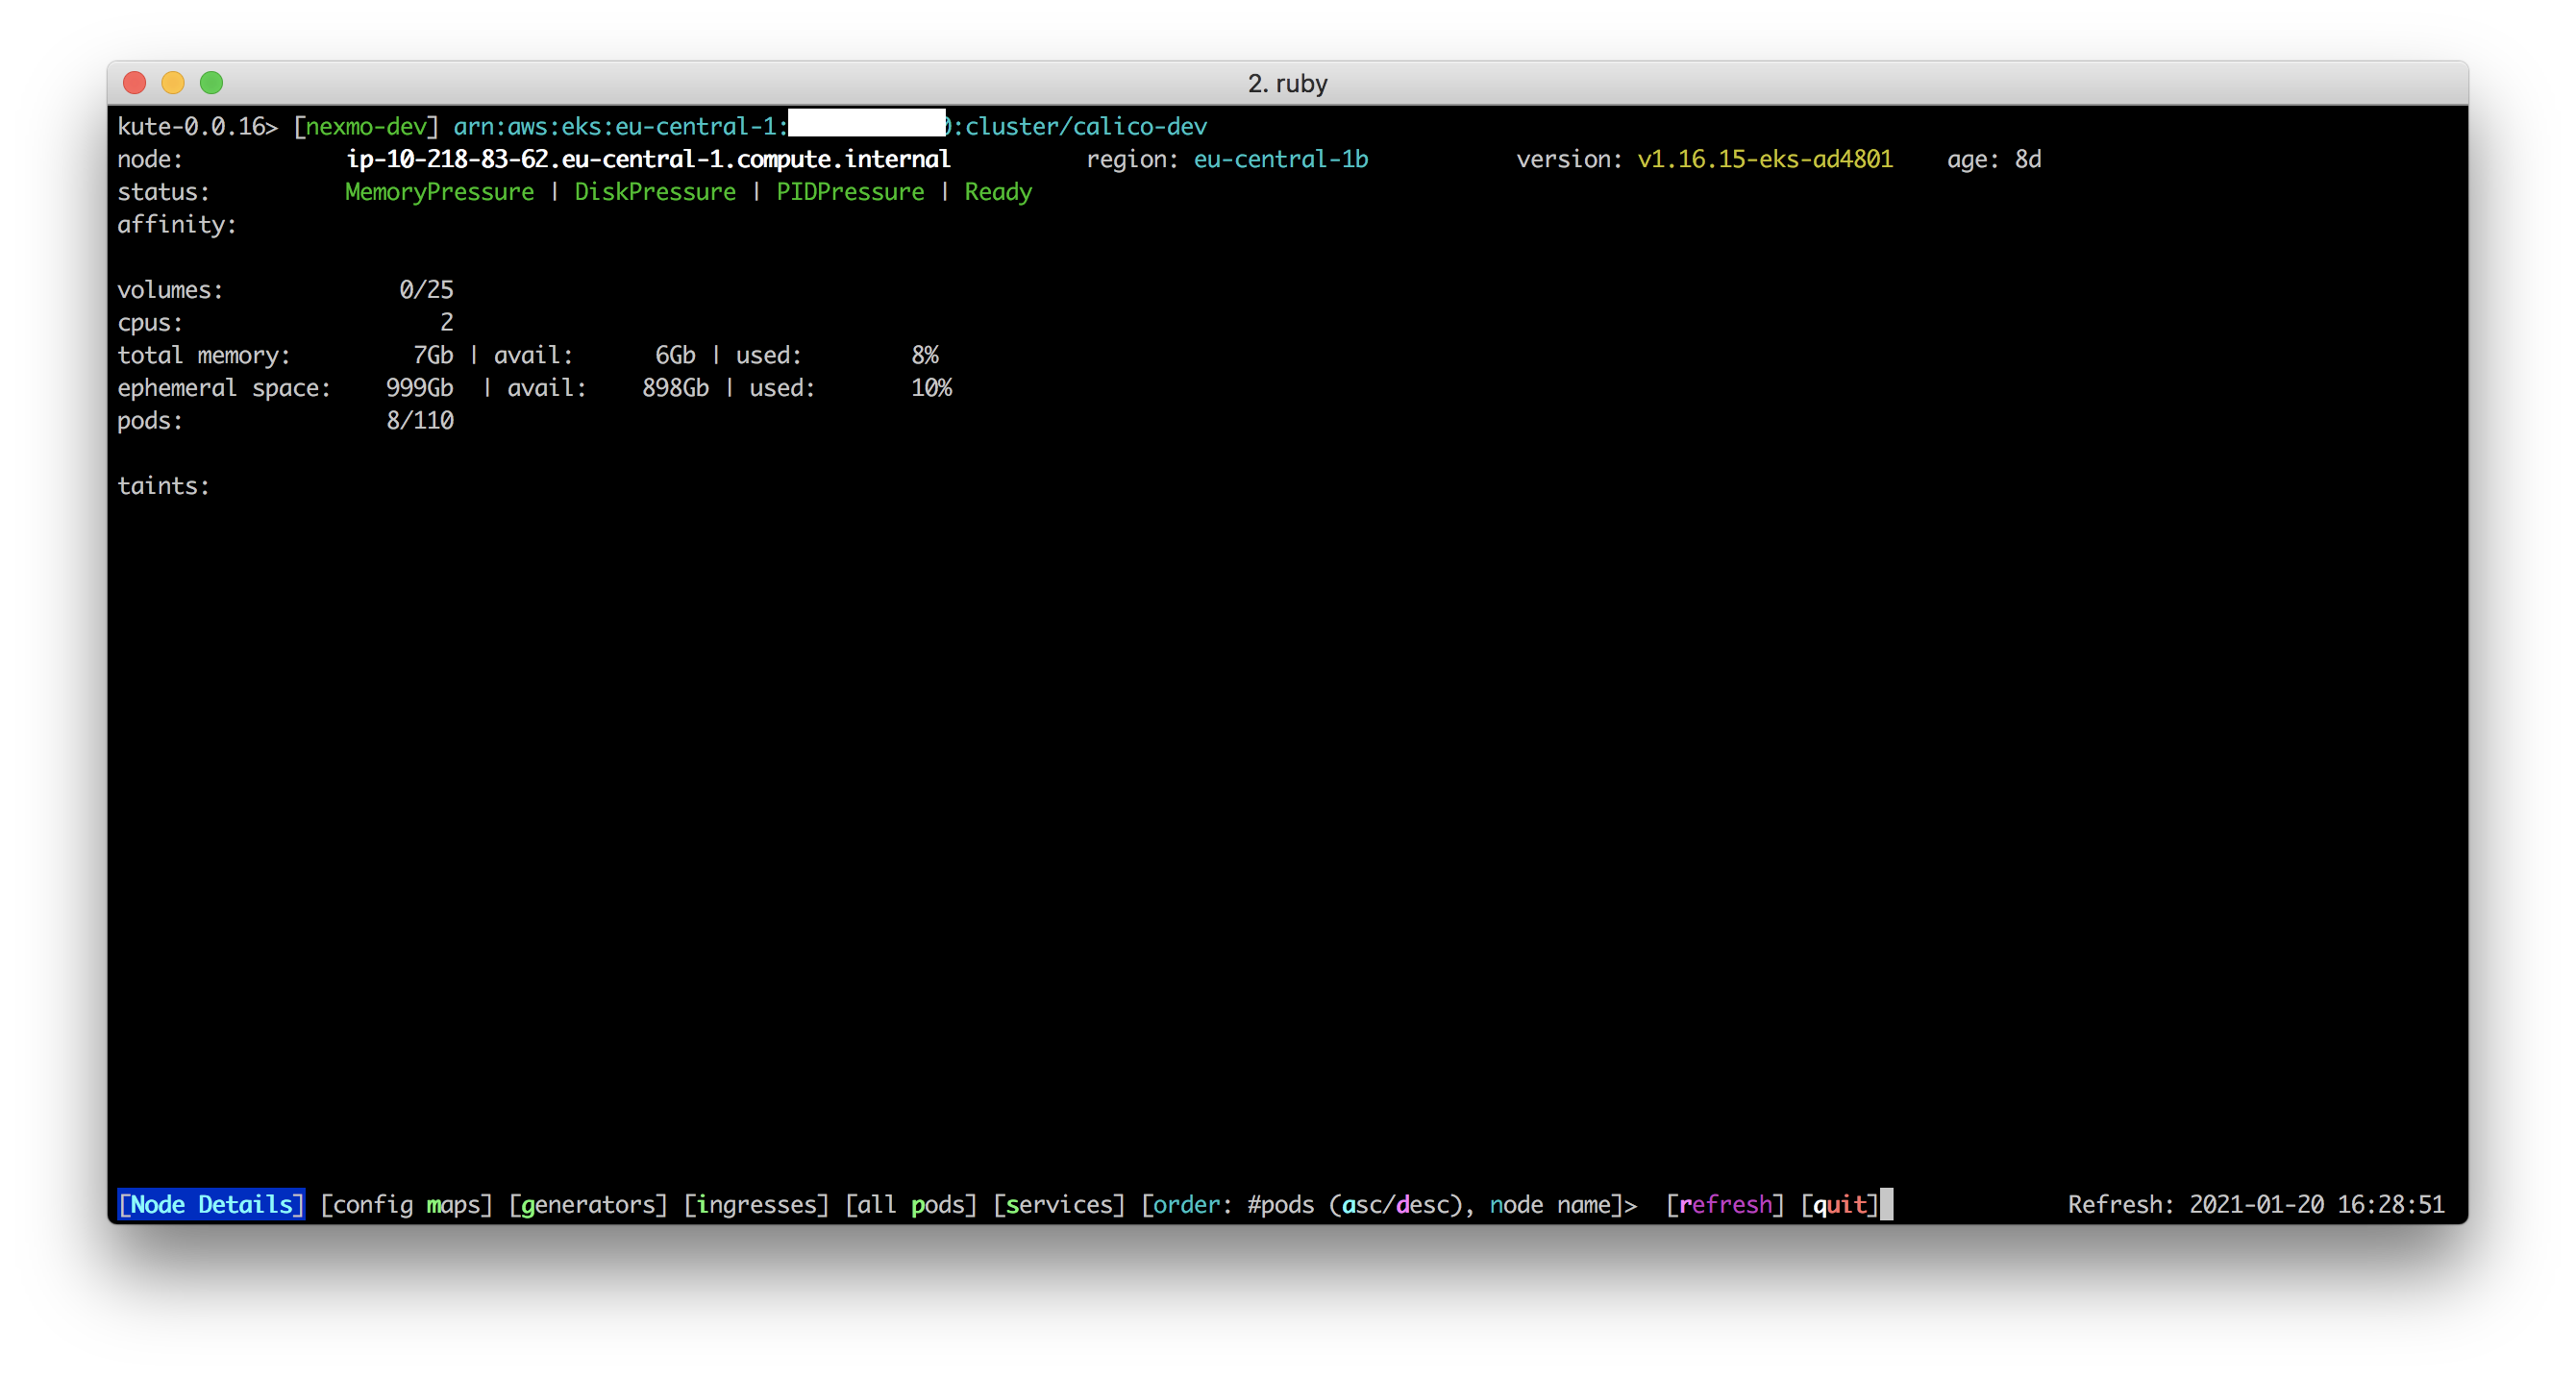 2. ruby
kute-0.0.16> [nexmo-dev] arn:aws:eks:eu-central-1: 0:cluster/calico-dev
node: ip-10-218-83-62.eu-central-1.compute.internal region: eu-central-1b version: v1.16.15-eks-ad4801 age: 8d
status: MemoryPressure | DiskPressure | PIDPressure | Ready
affinity:
volumes: 0/25
cpus: 2
total memory: 7Gb | avail: 6Gb | used: 8%
ephemeral space: 999Gb | avail: 898Gb | used: 10%
pods: 8/110
taints:
[Node Details] [config maps] [generators] [ingresses] [all pods] [services] [order: #pods (asc/desc), node name]> [refresh] [quit] Refresh: 2021-01-20 16:28:51